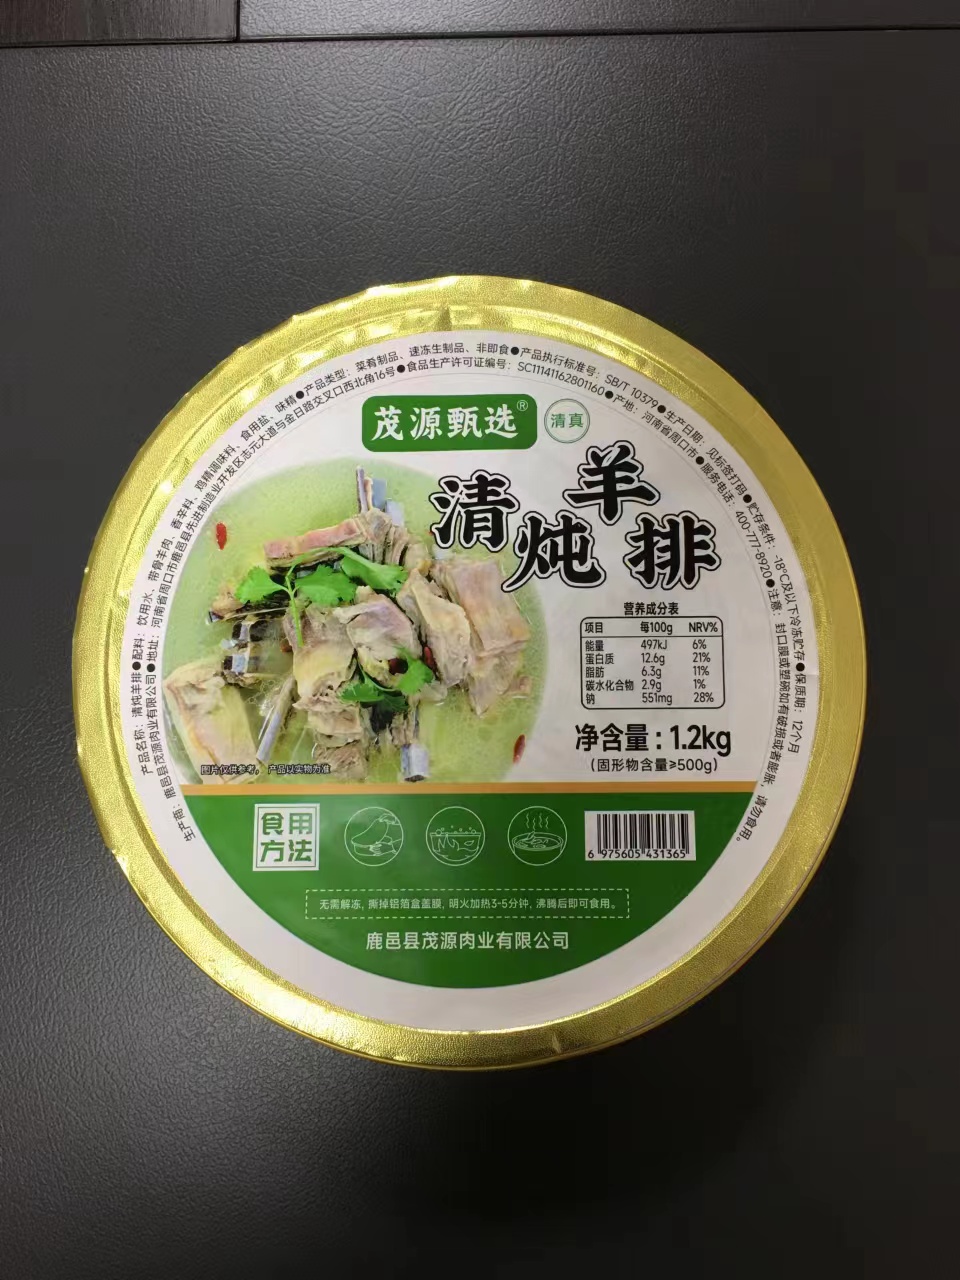 产品名称：清炖羊排●配料：饮用水、带骨羊肉、香辛料、鸡精调味料、食用盐、味精●产品类型：菜肴制品、速冻生制品、非即食●产品执行标准号：SB/T 10379●生产日期：见标签打码●贮存条件：-18°C及以下冷冻贮存●保质期：12个月
生产商：鹿邑县茂源肉业有限公司●地址：河南省周口市鹿邑县先进制造业开发区志元大道与金日路交叉口西北角16号●食品生产许可证编号：SC11141162801160●产地：河南省周口市●服务电话：400-777-8920●注意：封口膜或塑碗如有破损或者膨胀，请勿食用。
茂源甄选®
清真
清炖羊排
营养成分表
项目 每100g NRV%
能量 497kJ 6%
蛋白质 12.6g 21%
脂肪 6.3g 11%
碳水化合物 2.9g 1%
钠 551mg 28%
净含量：1.2kg
(固形物含量≥500g)
图片仅供参考，产品以实物为准
食用
方法
6 975605 431365
无需解冻，撕掉铝箔盒盖膜，明火加热3-5分钟，沸腾后即可食用。
鹿邑县茂源肉业有限公司